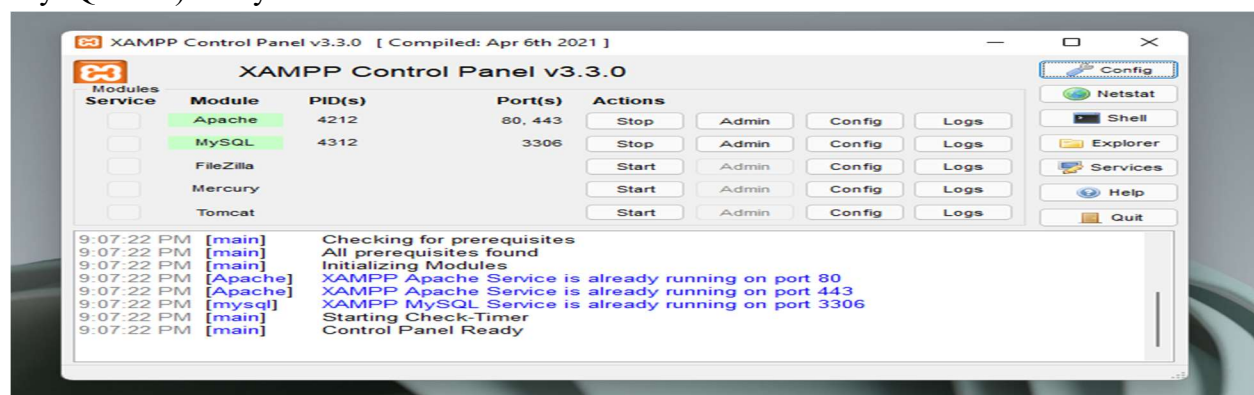 XAMPP Control Panel v3.3.0 [ Compiled: Apr 6th 2021 ]
XAMPP Control Panel v3.3.0
Config
Modules
Netstat
Service Module PID(s) Port(s) Actions
Apache 4212 80, 443 Stop Admin Config Logs Shell
MySQL 4312 3306 Stop Admin Config Logs Explorer
FileZilla Start Admin Config Logs Services
Mercury Start Admin Config Logs Help
Tomcat Start Admin Config Logs Quit
9:07:22 PM [main] Checking for prerequisites
9:07:22 PM [main] All prerequisites found
9:07:22 PM [main] Initializing Modules
9:07:22 PM [Apache] XAMPP Apache Service is already running on port 80
9:07:22 PM [Apache] XAMPP Apache Service is already running on port 443
9:07:22 PM [mysql] XAMPP MySQL Service is already running on port 3306
9:07:22 PM [main] Starting Check-Timer
9:07:22 PM [main] Control Panel Ready